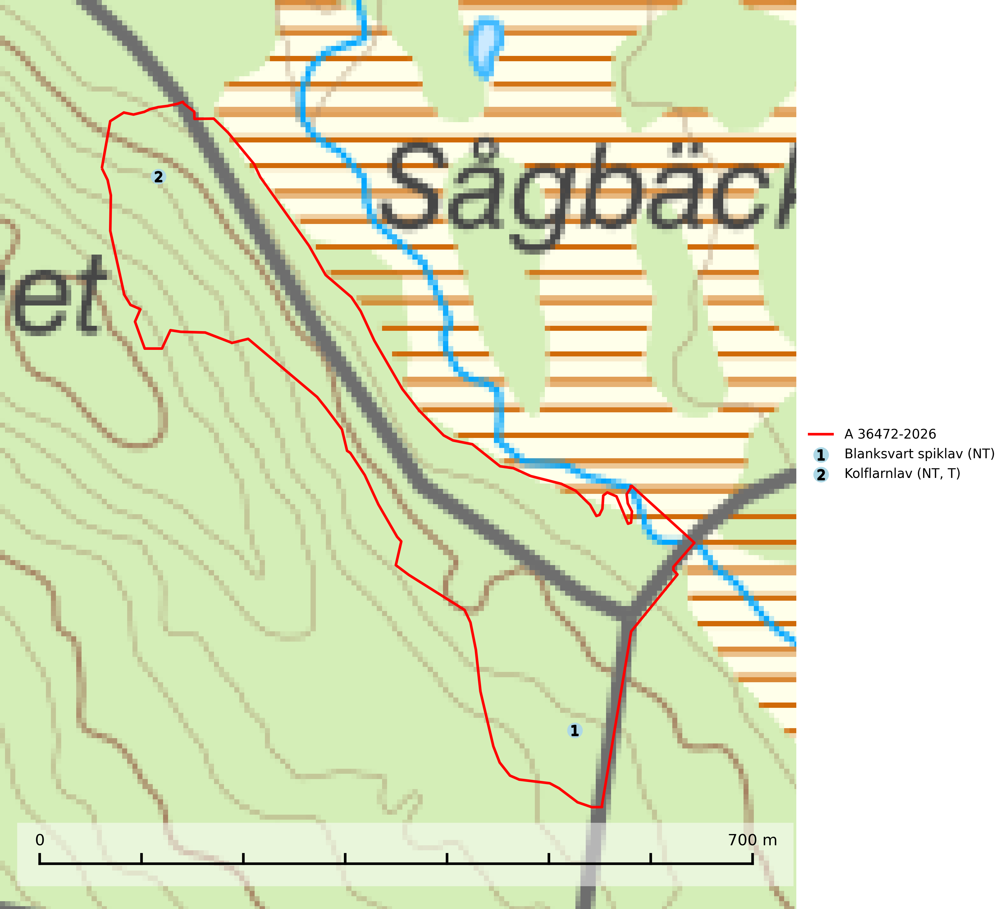 Sågbäck
et
A 36472-2026
1 Blanksvart spiklav (NT)
2 Kolflarnlav (NT, T)
2
1
0 700 m